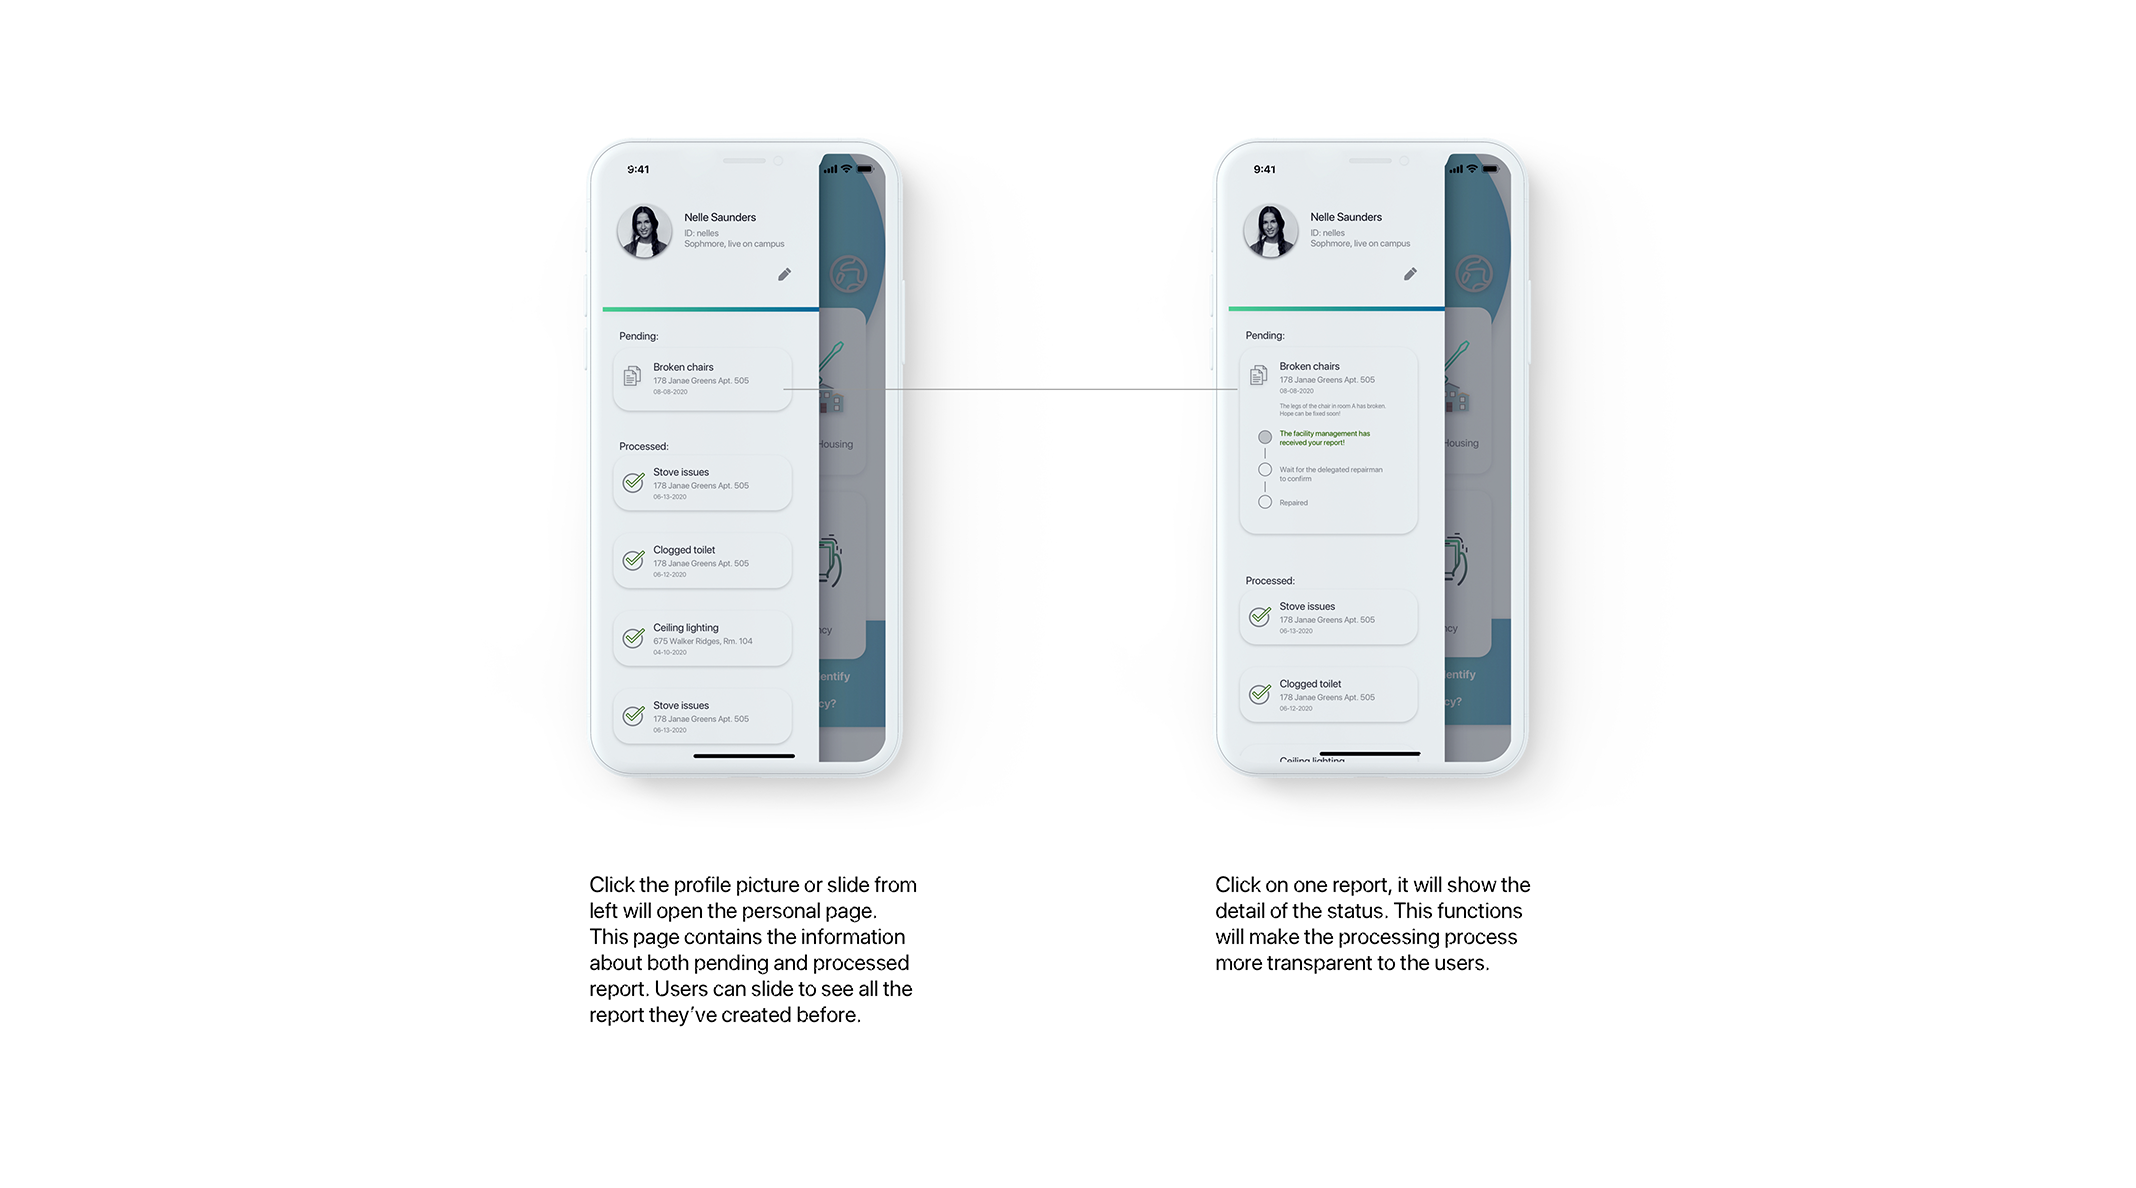 9:41
Nelle Saunders
ID: nelles
Sophmore, live on campus
Pending:
Broken chairs
178 Janae Greens Apt. 505
08-08-2020
Housing
Processed:
Stove issues
178 Janae Greens Apt. 505
06-13-2020
Clogged toilet
178 Janae Greens Apt. 505
06-12-2020
Ceiling lighting
675 Walker Ridges, Rm. 104
04-10-2020
ncy
entify
cy?
Stove issues
178 Janae Greens Apt. 505
06-13-2020
Click the profile picture or slide from
left will open the personal page.
This page contains the information
about both pending and processed
report. Users can slide to see all the
report they've created before.
9:41
Nelle Saunders
ID: nelles
Sophmore, live on campus
Pending:
Broken chairs
178 Janae Greens Apt. 505
08-08-2020
The legs of the chair in room A has broken.
Hope can be fixed soon!
The facility management has
received your report!
Wait for the delegated repairman
to confirm
Repaired
Housing
Processed:
Stove issues
178 Janae Greens Apt. 505
06-13-2020
Clogged toilet
178 Janae Greens Apt. 505
06-12-2020
Ceiling lighting
ncy
entify
cy?
Click on one report, it will show the
detail of the status. This functions
will make the processing process
more transparent to the users.